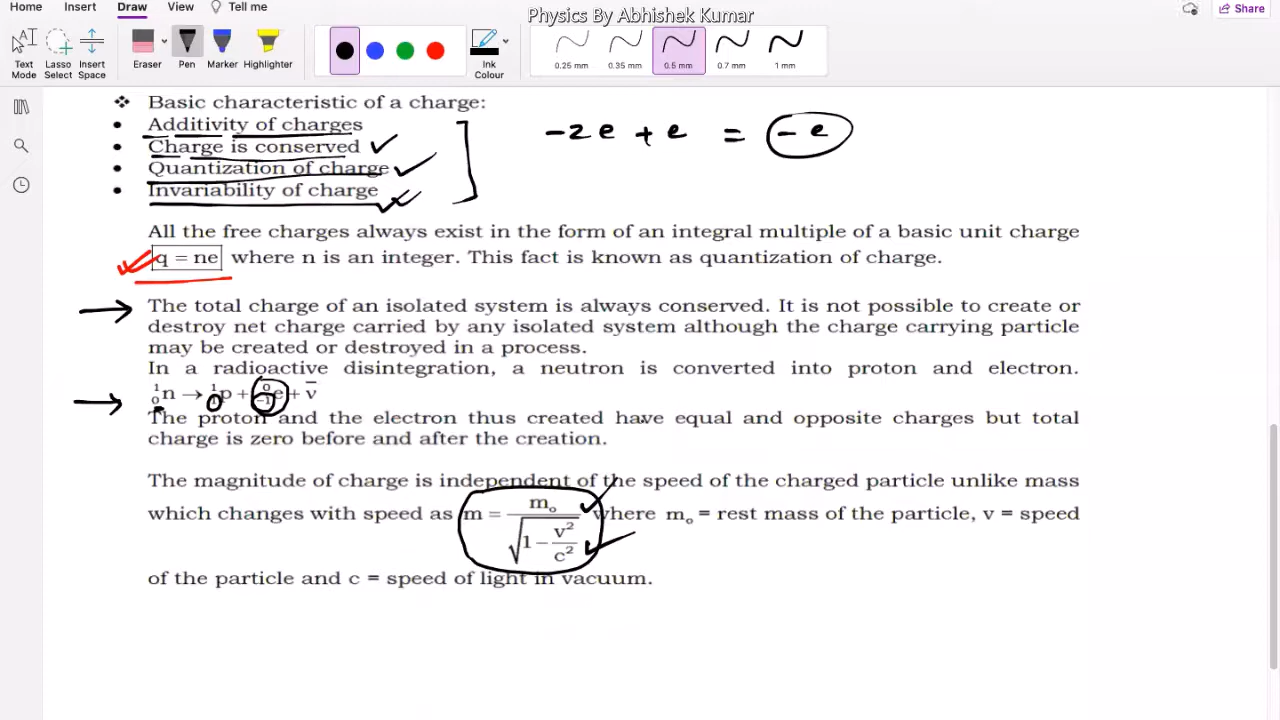 Home Insert Draw View Tell me
Physics By Abhishek Kumar
Share
Text Mode
Lasso Select
Insert Space
Eraser
Pen
Marker
Highlighter
Ink Colour
0.25 mm 0.35 mm 0.5 mm 0.7 mm 1 mm
❖ Basic characteristic of a charge:
• Additivity of charges
• Charge is conserved
• Quantization of charge
• Invariability of charge
-2e + e = -e
All the free charges always exist in the form of an integral multiple of a basic unit charge
q = ne where n is an integer. This fact is known as quantization of charge.
The total charge of an isolated system is always conserved. It is not possible to create or
destroy net charge carried by any isolated system although the charge carrying particle
may be created or destroyed in a process.
In a radioactive disintegration, a neutron is converted into proton and electron.
¹₀n → ¹₁p + ⁰₋₁e + ν̅
The proton and the electron thus created have equal and opposite charges but total
charge is zero before and after the creation.
The magnitude of charge is independent of the speed of the charged particle unlike mass
which changes with speed as m = m₀ / √(1 − v²/c²) where m₀ = rest mass of the particle, v = speed
of the particle and c = speed of light in vacuum.